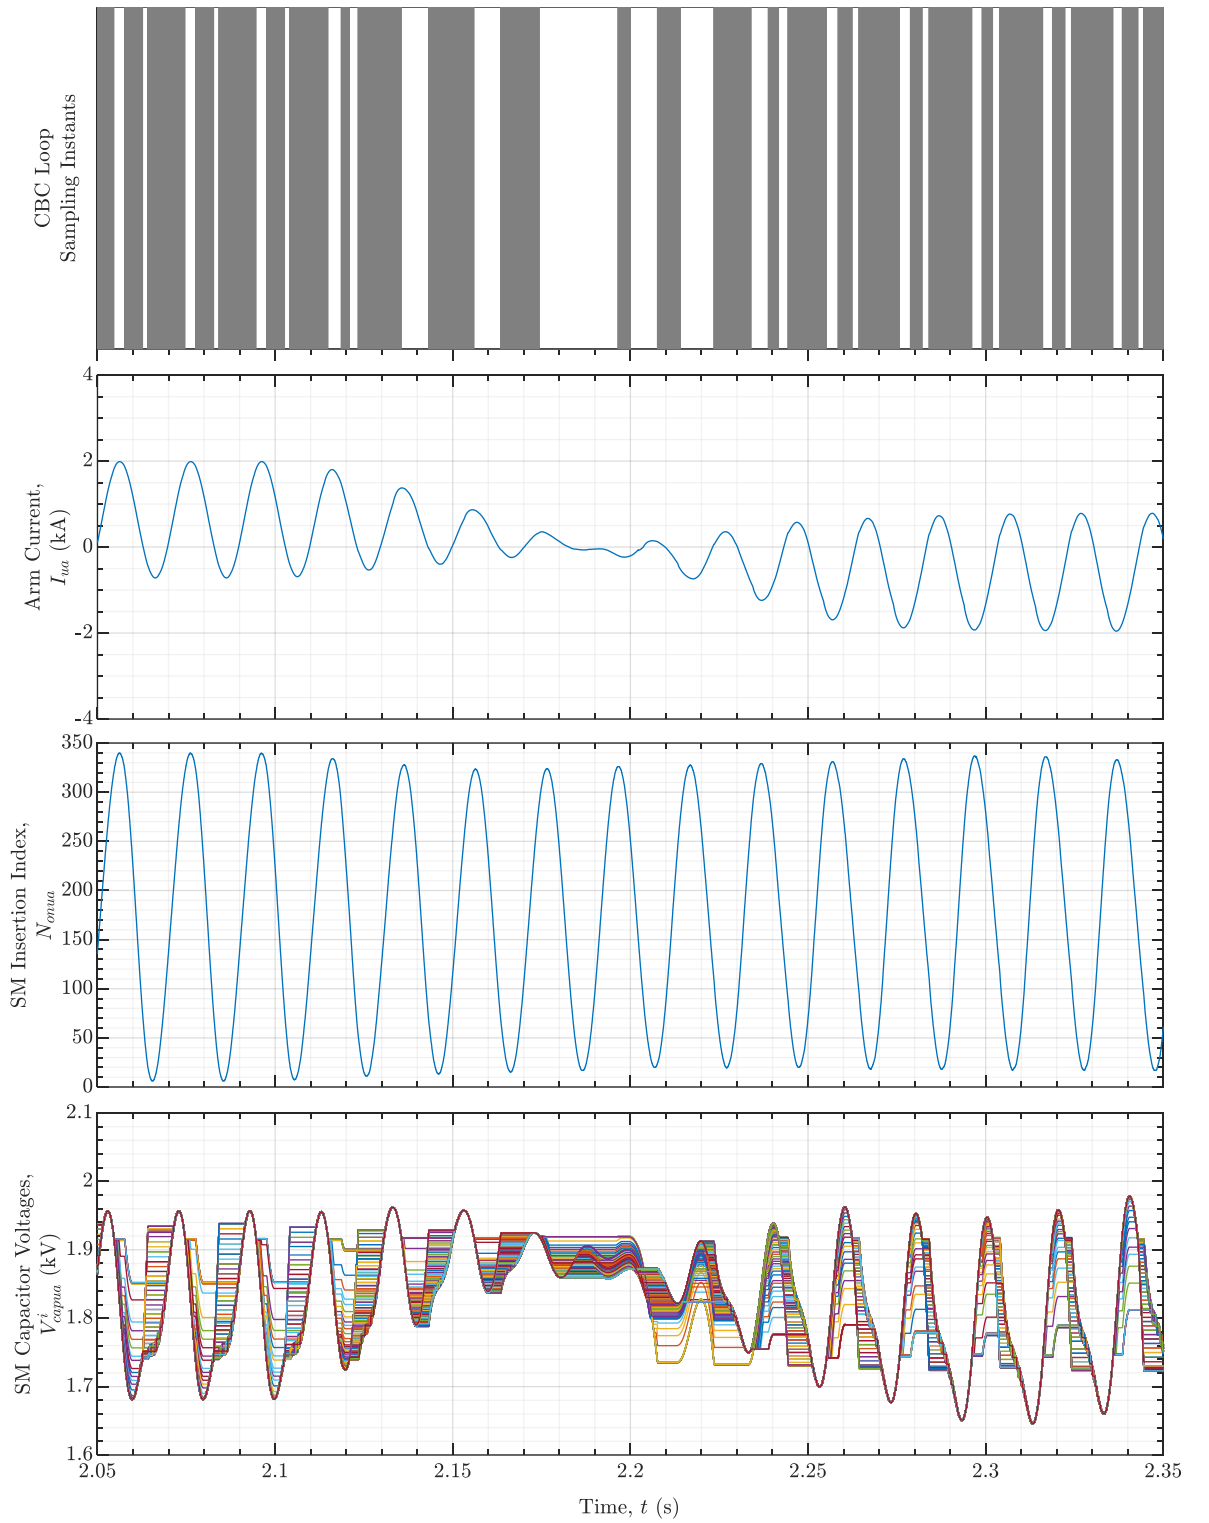 CBC Loop
Sampling Instants
4
2
0
-2
-4
Arm Current,
I_ua (kA)
350
300
250
200
150
100
50
0
SM Insertion Index,
N_onua
2.1
2
1.9
1.8
1.7
1.6
SM Capacitor Voltages,
V^i_capua (kV)
2.05 2.1 2.15 2.2 2.25 2.3 2.35
Time, t (s)